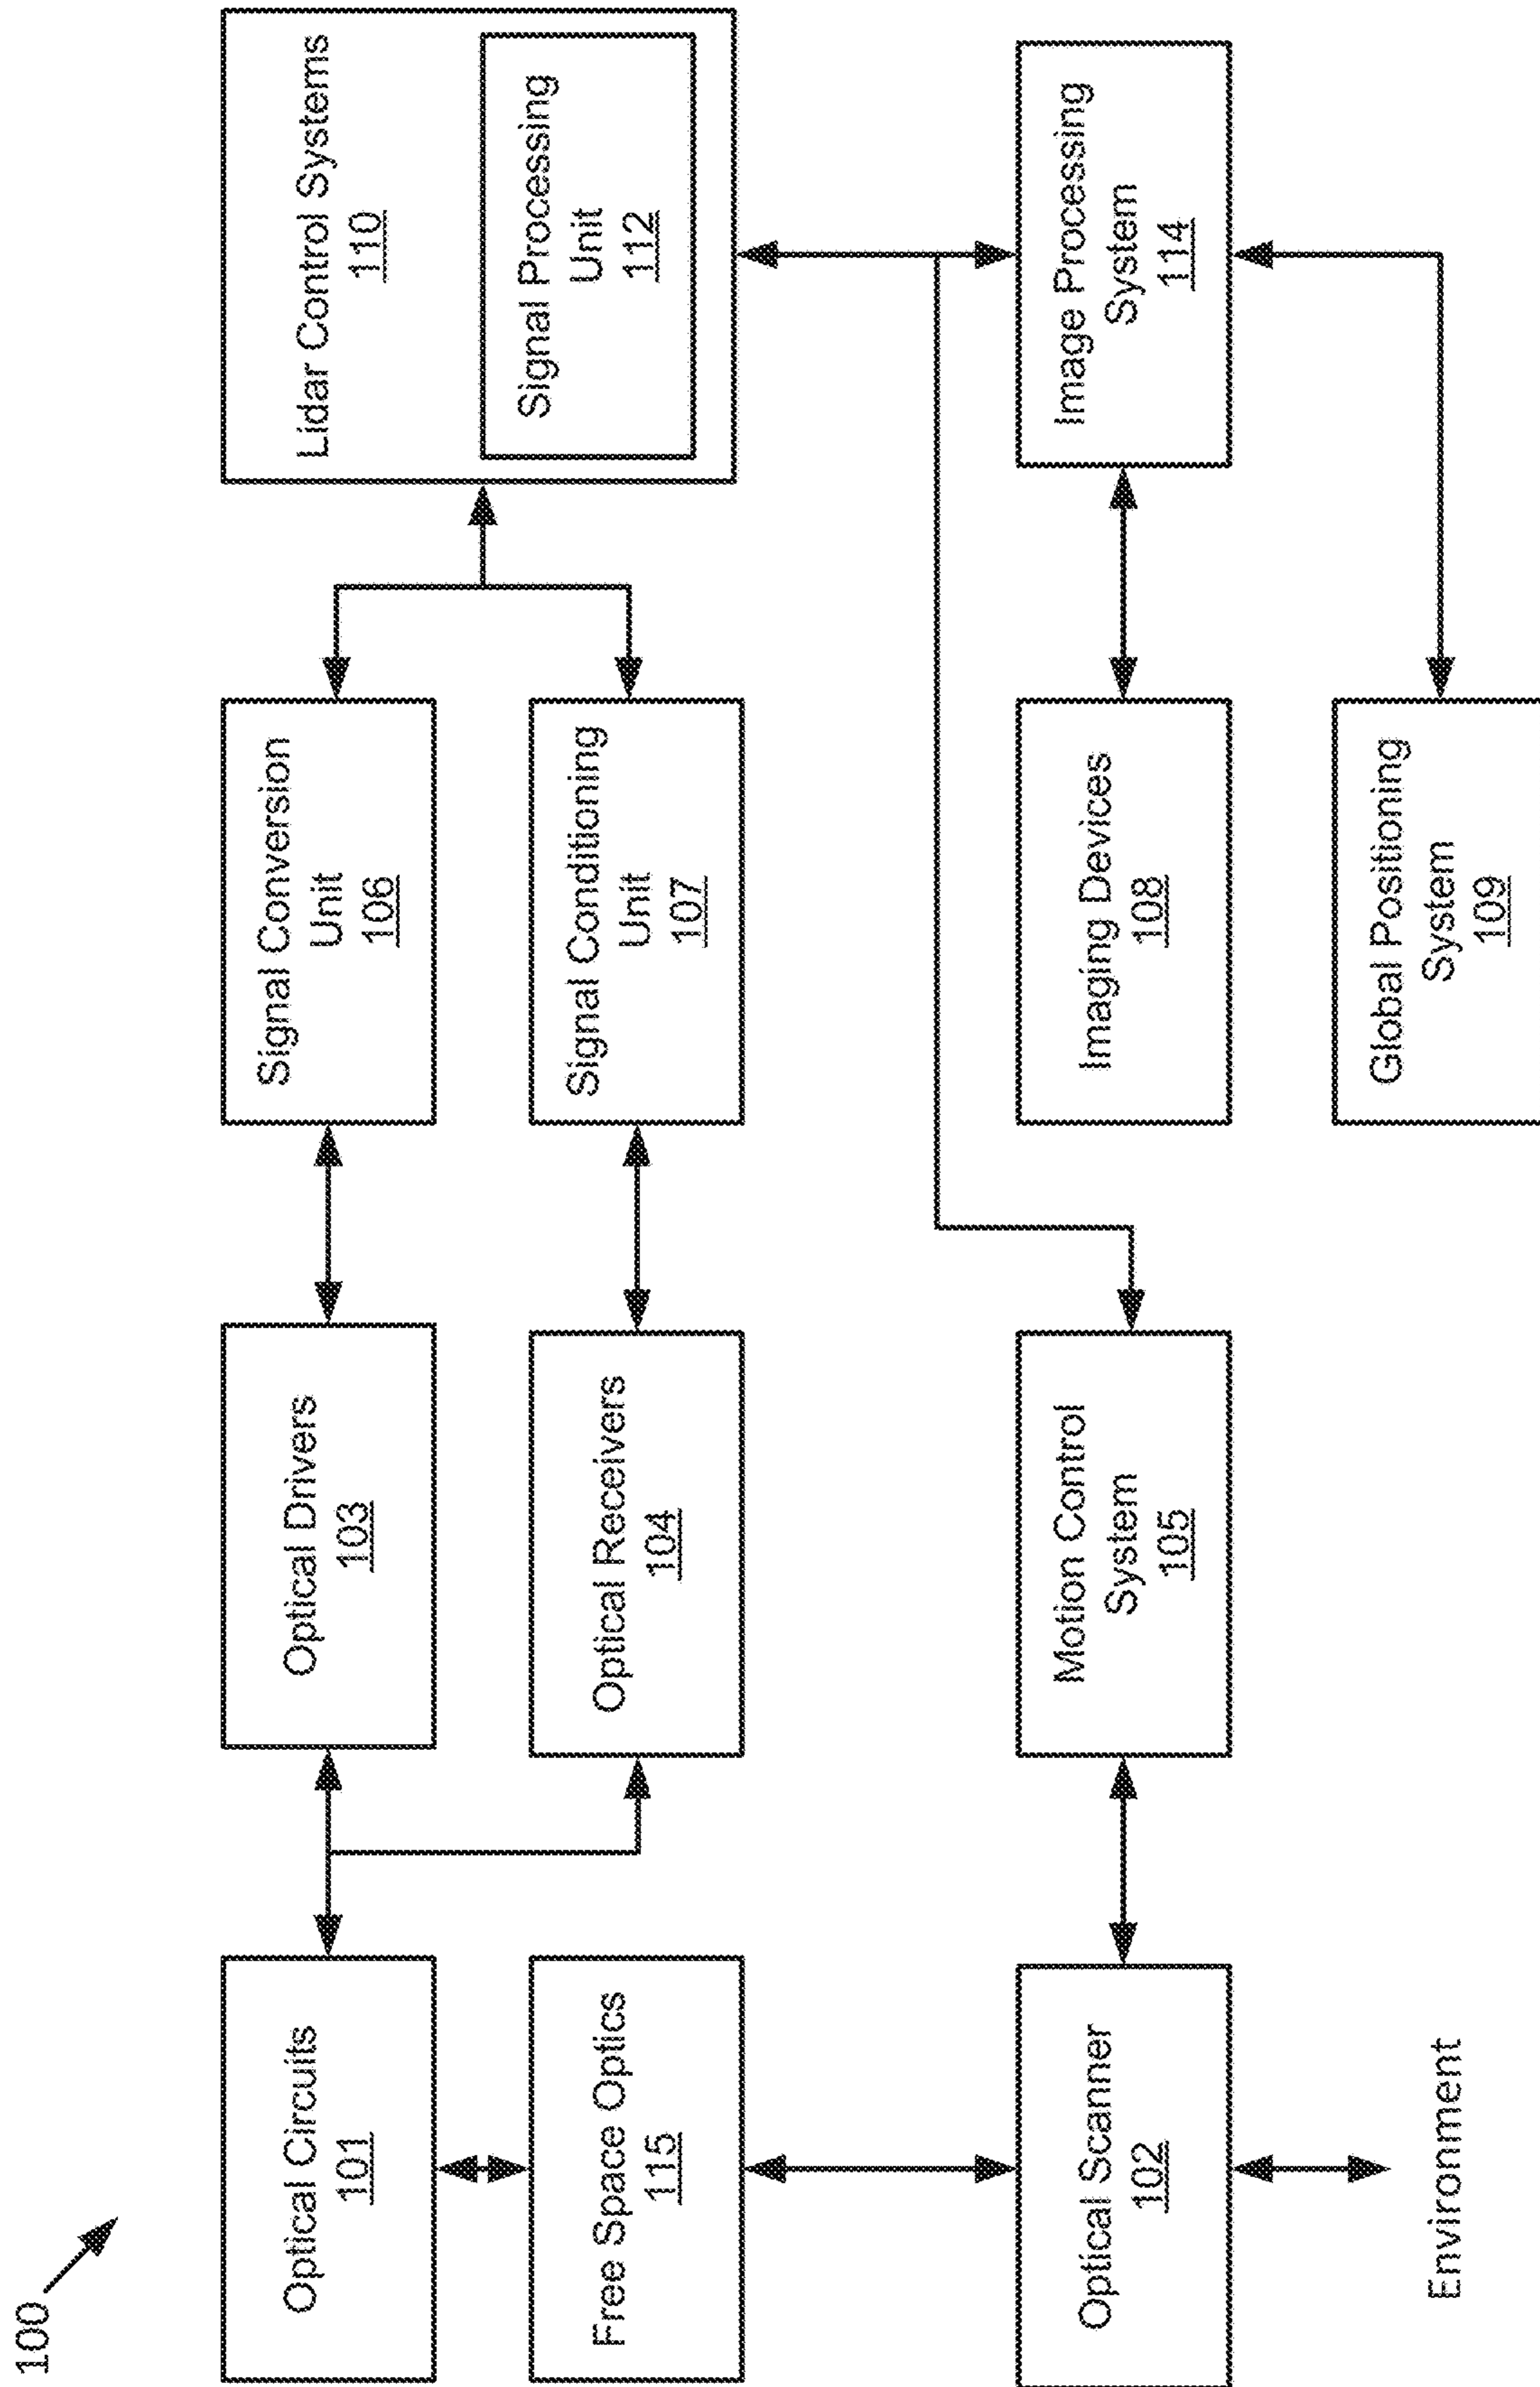 100
Optical Circuits
101
Optical Drivers
103
Signal Conversion
Unit
106
Lidar Control Systems
110
Signal Processing
Unit
112
Free Space Optics
115
Optical Receivers
104
Signal Conditioning
Unit
107
Optical Scanner
102
Motion Control
System
105
Imaging Devices
108
Image Processing
System
114
Environment
Global Positioning
System
109